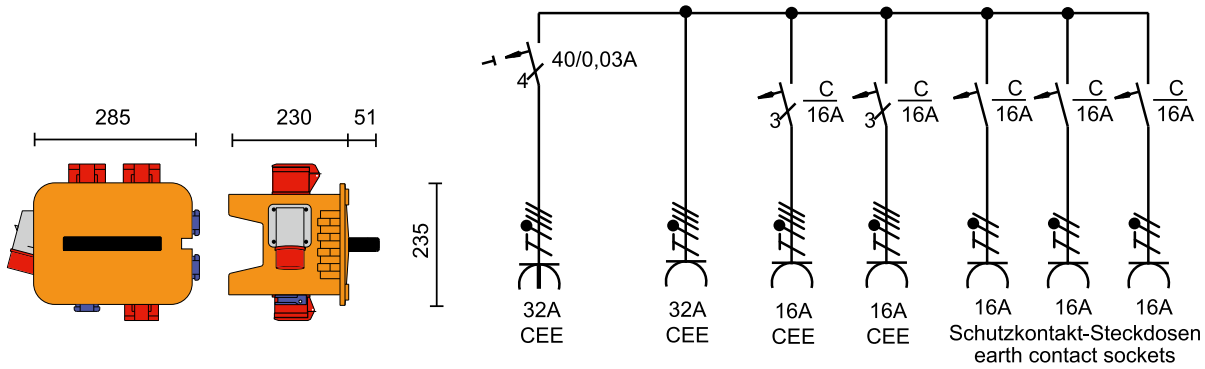 285
230
51
235
4
40/0,03A
3
C
16A
3
C
16A
C
16A
C
16A
C
16A
32A
CEE
32A
CEE
16A
CEE
16A
CEE
16A
16A
16A
Schutzkontakt-Steckdosen
earth contact sockets